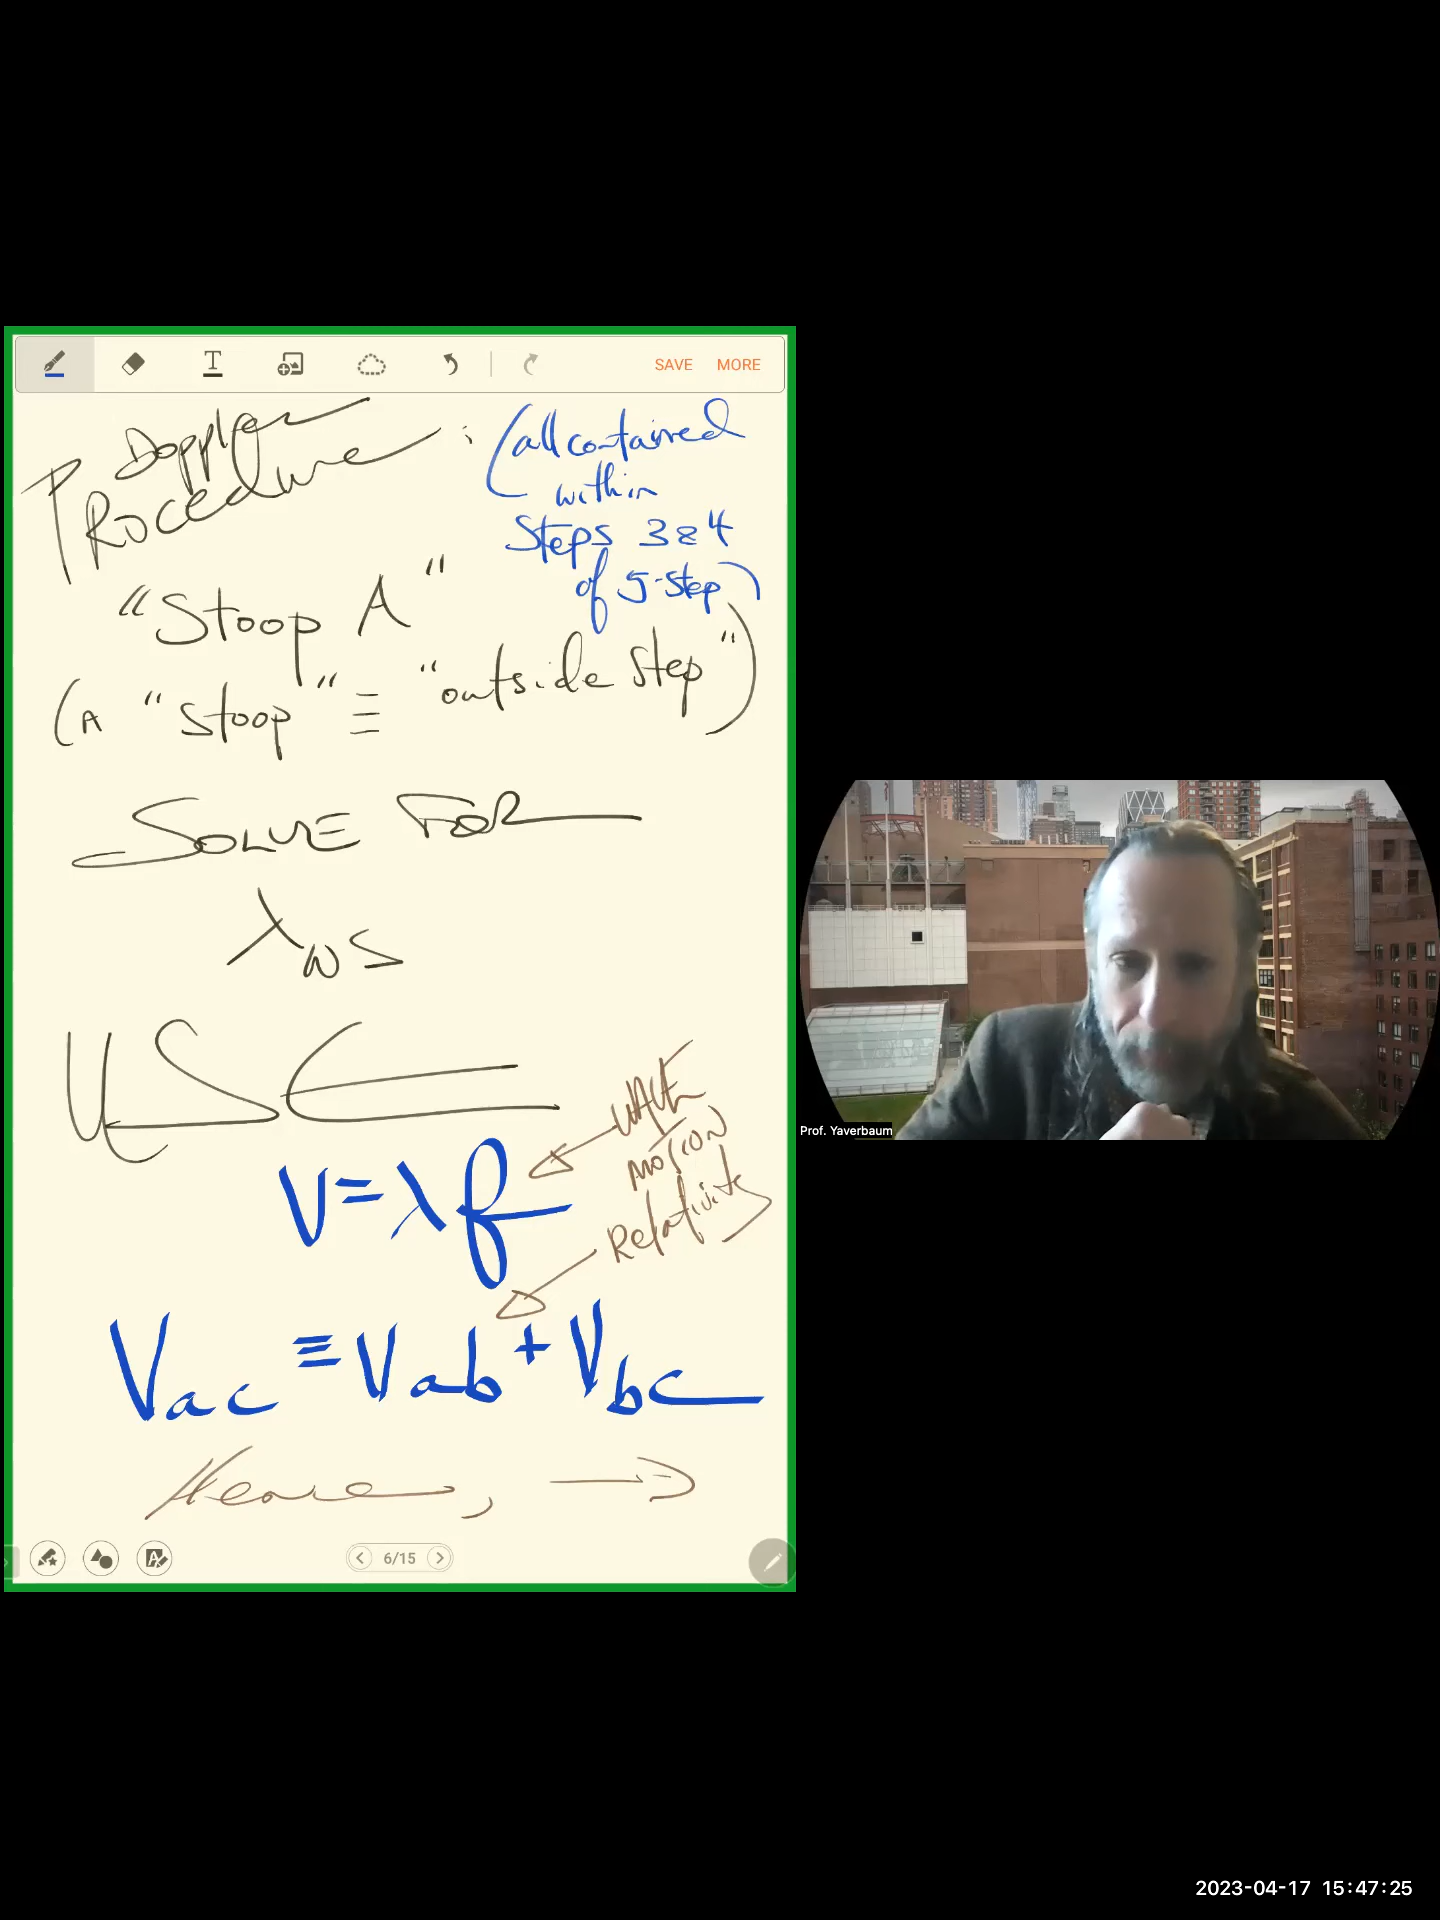 SAVE MORE
Doppler
PROCEDURE :
(all contained
within
Steps 3 & 4
of 5-Step)
"Stoop A"
(A "Stoop" ≡ "outside Step")
SOLVE FOR
λws
USE
WAVE
MOTION
V = λf
Relativity
Vac ≡ Vab + Vbc
Hence, →
6/15
Prof. Yaverbaum
2023-04-17 15:47:25